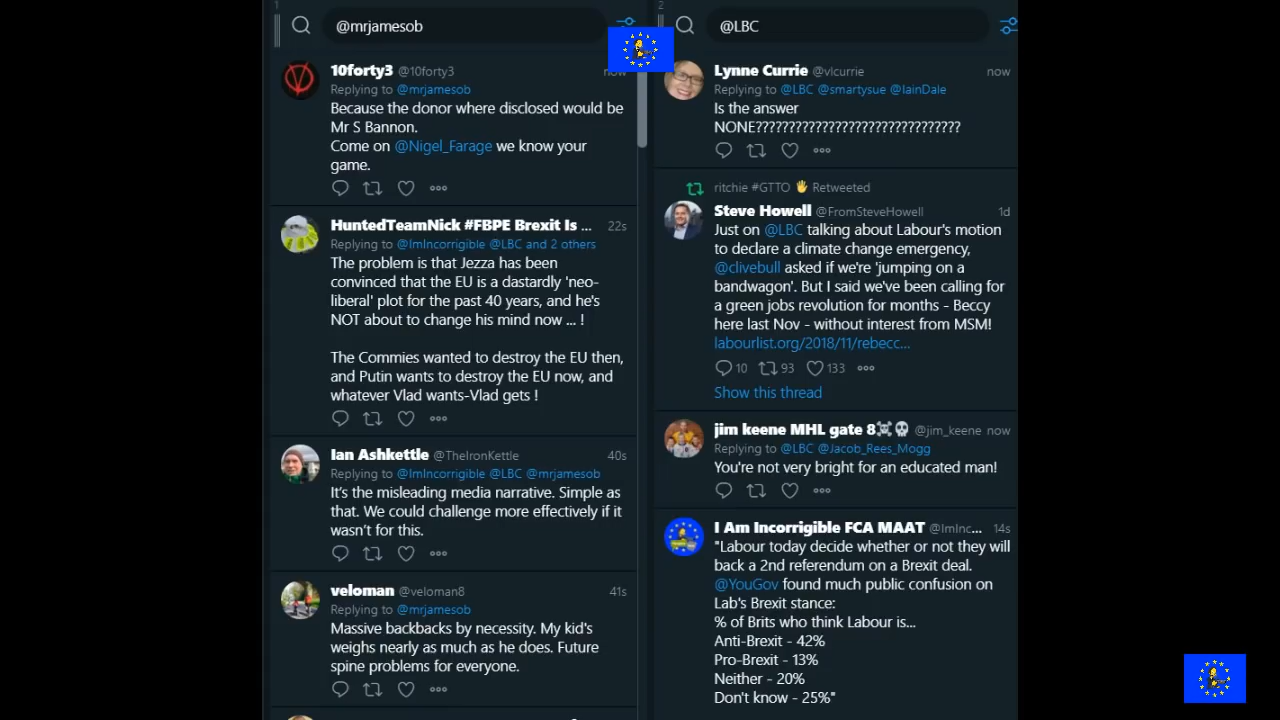 1
@mrjamesob
10forty3 @10forty3 now
Replying to @mrjamesob
Because the donor where disclosed would be
Mr S Bannon.
Come on @Nigel_Farage we know your
game.
HuntedTeamNick #FBPE Brexit Is ... 22s
Replying to @ImIncorrigible @LBC and 2 others
The problem is that Jezza has been
convinced that the EU is a dastardly 'neo-
liberal' plot for the past 40 years, and he's
NOT about to change his mind now ... !
The Commies wanted to destroy the EU then,
and Putin wants to destroy the EU now, and
whatever Vlad wants-Vlad gets !
Ian Ashkettle @TheIronKettle 40s
Replying to @ImIncorrigible @LBC @mrjamesob
It's the misleading media narrative. Simple as
that. We could challenge more effectively if it
wasn't for this.
veloman @veloman8 41s
Replying to @mrjamesob
Massive backbacks by necessity. My kid's
weighs nearly as much as he does. Future
spine problems for everyone.
2
@LBC
Lynne Currie @vlcurrie now
Replying to @LBC @smartysue @IainDale
Is the answer
NONE???????????????????????????????
ritchie #GTTO 🖐 Retweeted
Steve Howell @FromSteveHowell 1d
Just on @LBC talking about Labour's motion
to declare a climate change emergency,
@clivebull asked if we're 'jumping on a
bandwagon'. But I said we've been calling for
a green jobs revolution for months - Beccy
here last Nov - without interest from MSM!
labourlist.org/2018/11/rebecc...
10 93 133
Show this thread
jim keene MHL gate 8☠💀 @jim_keene now
Replying to @LBC @Jacob_Rees_Mogg
You're not very bright for an educated man!
I Am Incorrigible FCA MAAT @ImInc... 14s
"Labour today decide whether or not they will
back a 2nd referendum on a Brexit deal.
@YouGov found much public confusion on
Lab's Brexit stance:
% of Brits who think Labour is...
Anti-Brexit - 42%
Pro-Brexit - 13%
Neither - 20%
Don't know - 25%"